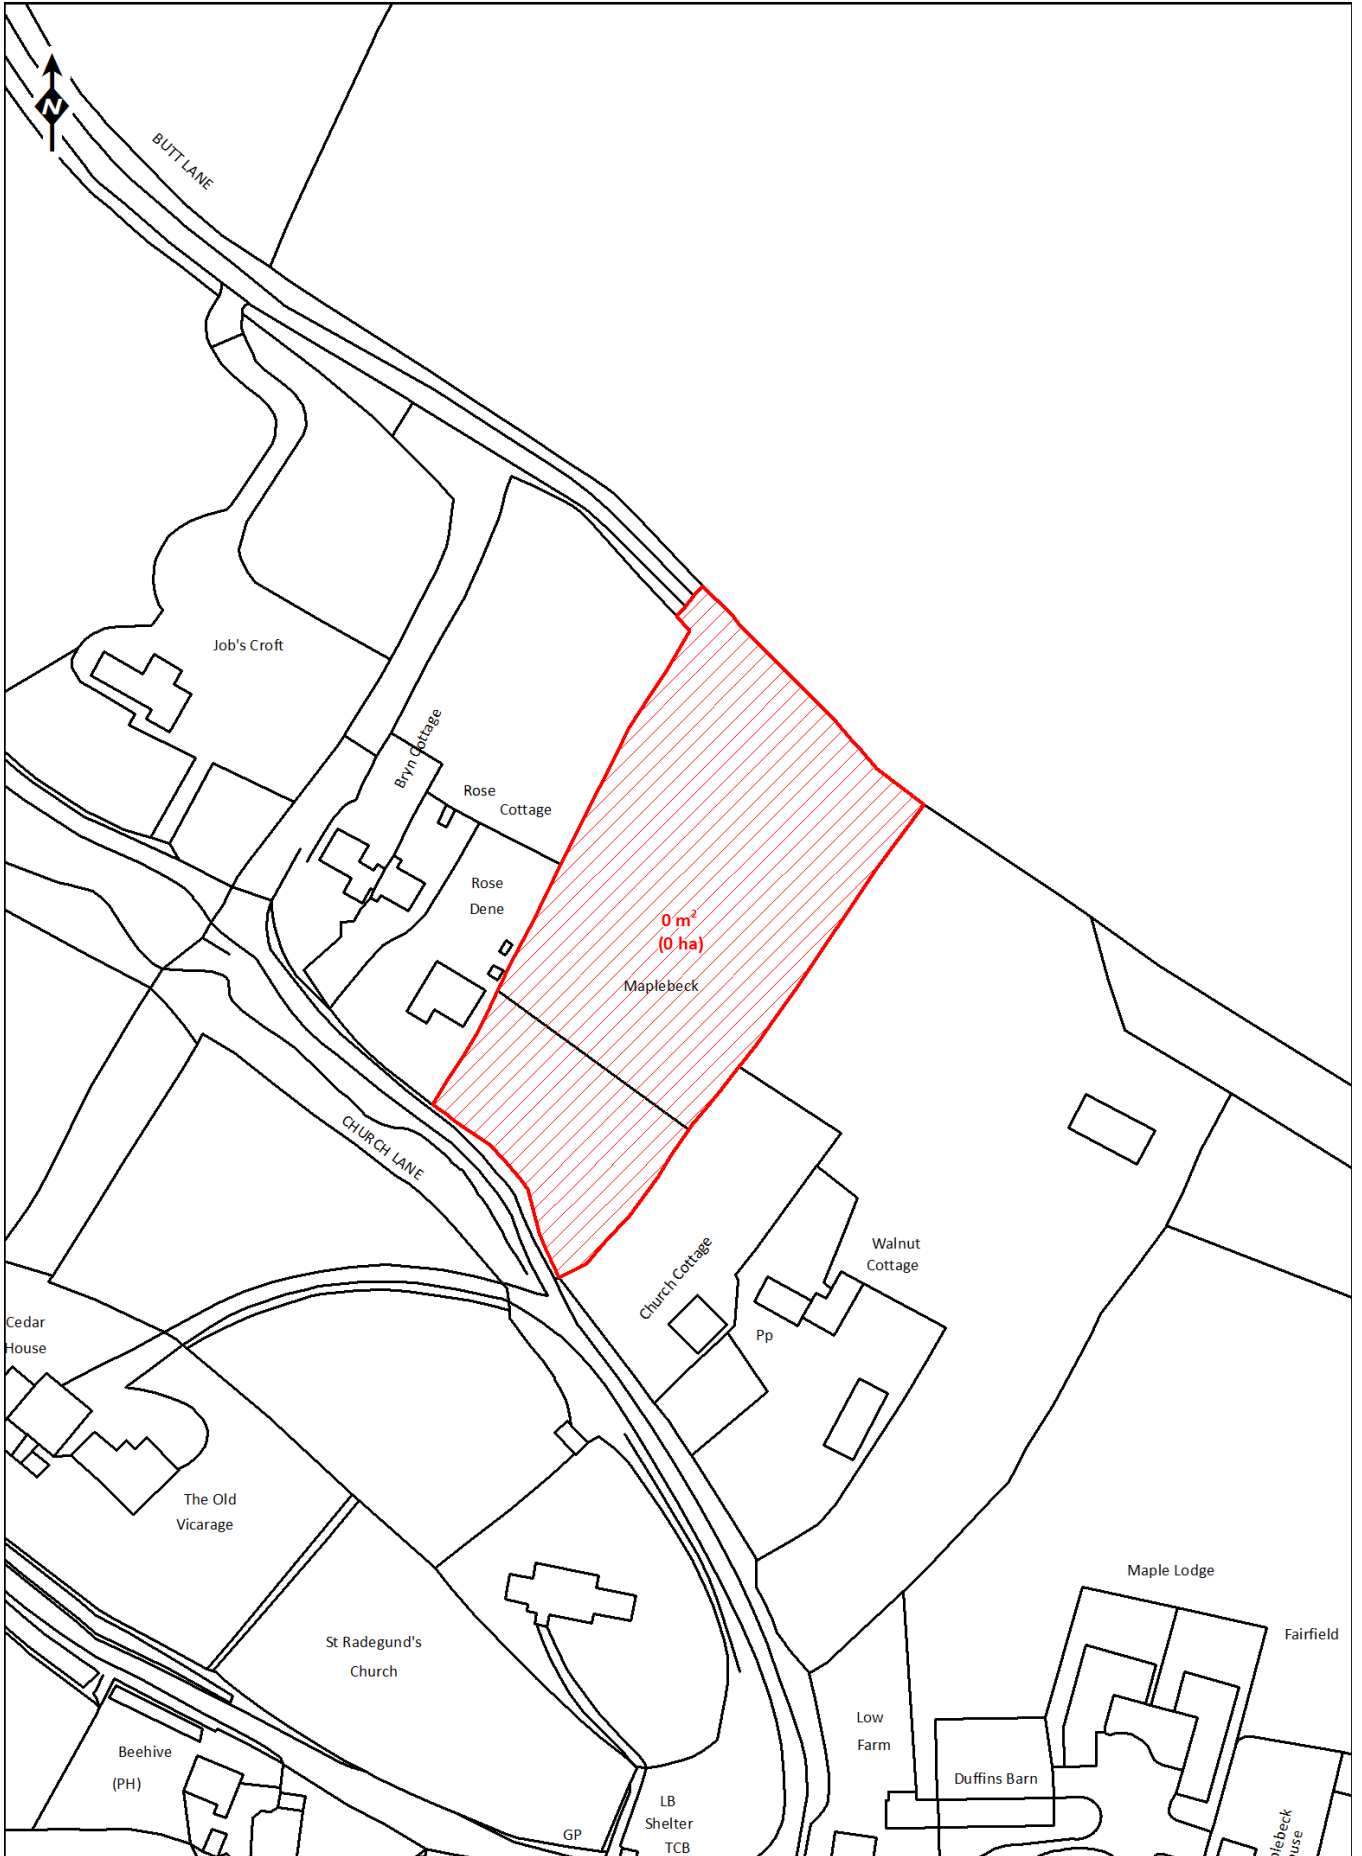 N
BUTT LANE
Job's Croft
Bryn Cottage
Rose
Cottage
Rose
Dene
0 m²
(0 ha)
Maplebeck
CHURCH LANE
Church Cottage
Walnut
Cottage
Pp
Cedar
House
The Old
Vicarage
St Radegund's
Church
Maple Lodge
Fairfield
Low
Farm
Duffins Barn
Beehive
(PH)
LB
Shelter
TCB
GP
plebeck
use